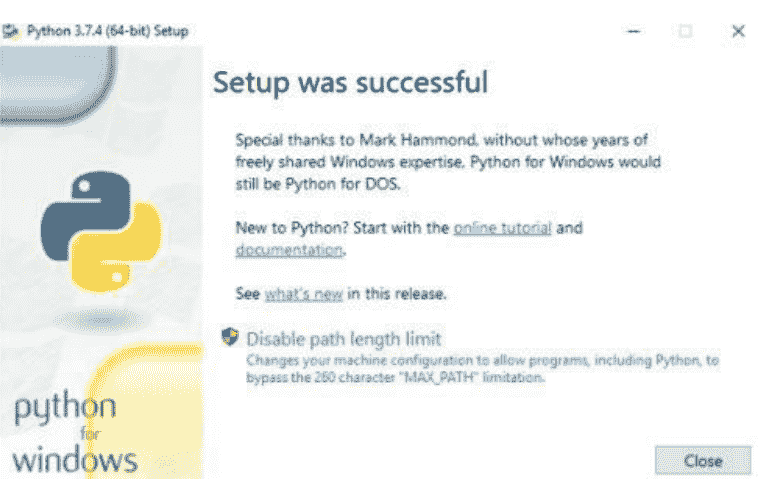 Python 3.7.4 (64-bit) Setup
Setup was successful
Special thanks to Mark Hammond, without whose years of
freely shared Windows expertise, Python for Windows would
still be Python for DOS.
New to Python? Start with the online tutorial and
documentation.
See what's new in this release.
Disable path length limit
Changes your machine configuration to allow programs, including Python, to
bypass the 260 character "MAX_PATH" limitation.
python
for
windows
Close